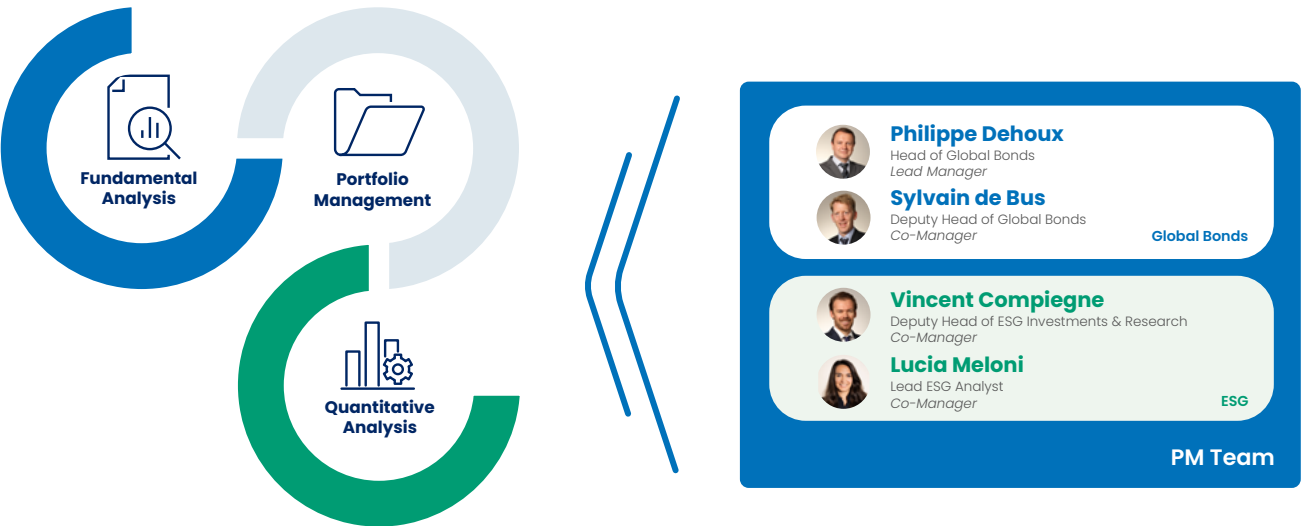 Fundamental
Analysis
Portfolio
Management
Quantitative
Analysis
Philippe Dehoux
Head of Global Bonds
Lead Manager
Sylvain de Bus
Deputy Head of Global Bonds
Co-Manager
Global Bonds
Vincent Compiegne
Deputy Head of ESG Investments & Research
Co-Manager
Lucia Meloni
Lead ESG Analyst
Co-Manager
ESG
PM Team